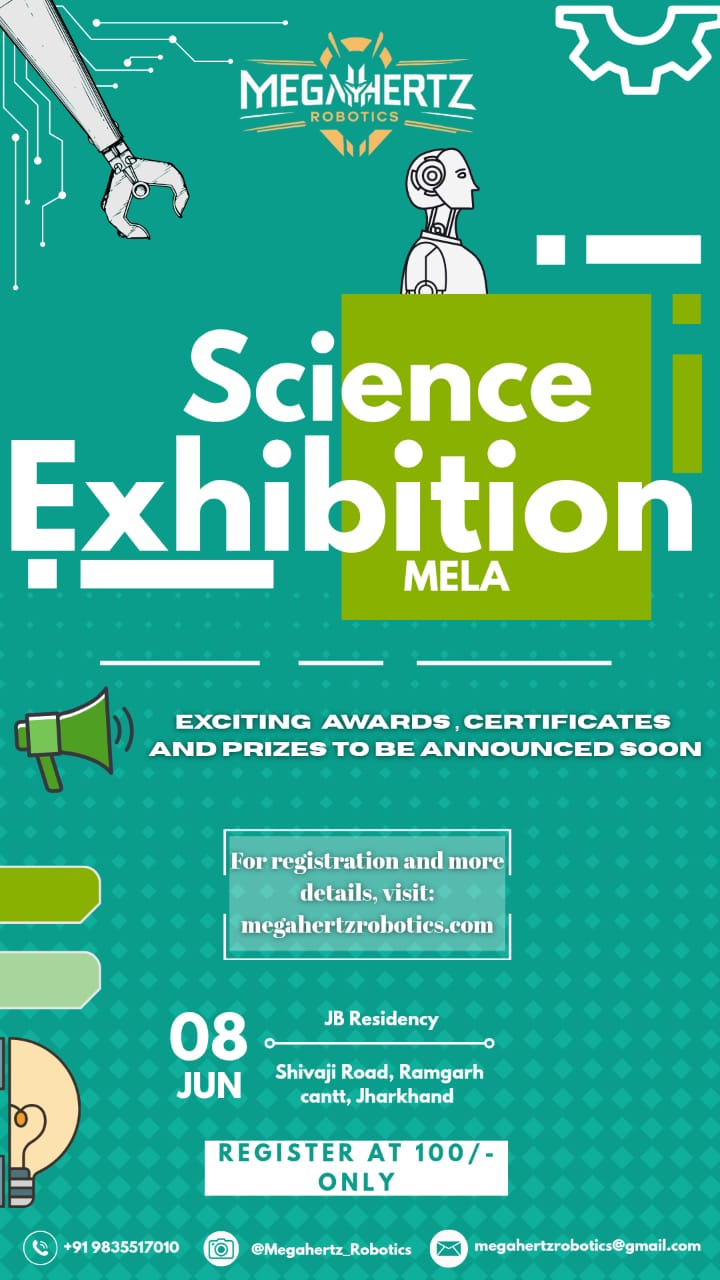 MEGAHERTZ
ROBOTICS
Science
Exhibition
MELA
EXCITING AWARDS, CERTIFICATES
AND PRIZES TO BE ANNOUNCED SOON
For registration and more
details, visit:
megahertzrobotics.com
08
JUN
JB Residency
Shivaji Road, Ramgarh
cantt, Jharkhand
REGISTER AT 100/-
ONLY
+91 9835517010
@Megahertz_Robotics
megahertzrobotics@gmail.com